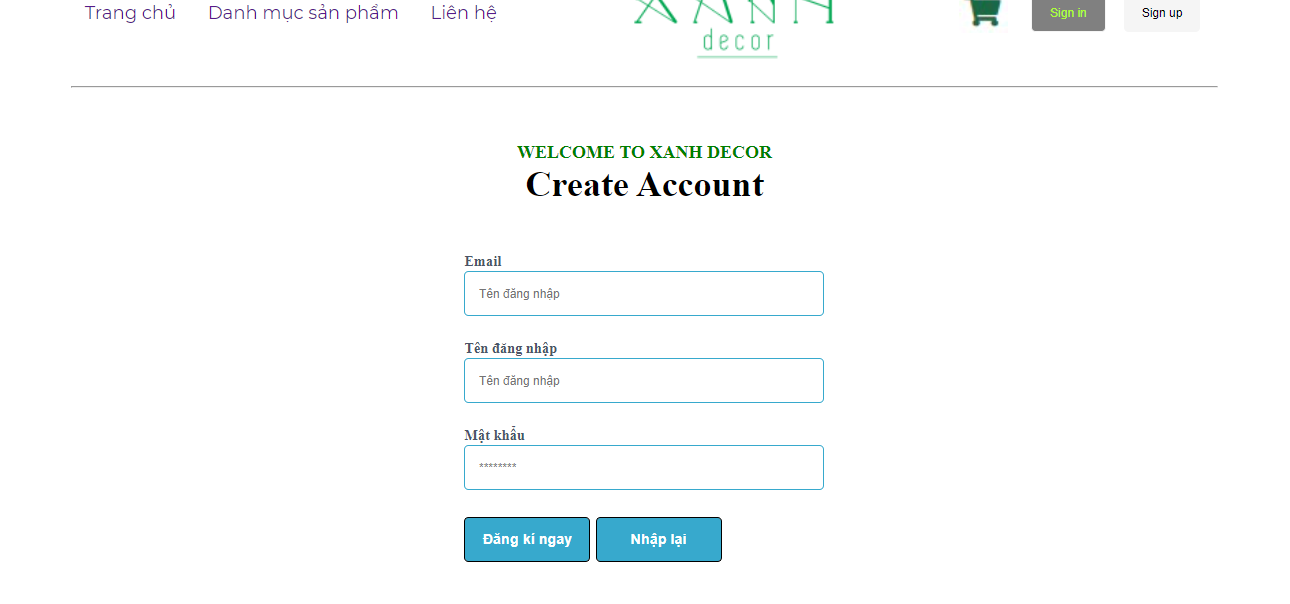 Trang chủ Danh mục sản phẩm Liên hệ XANH Sign in Sign up
decor
WELCOME TO XANH DECOR
Create Account
Email
Tên đăng nhập
Tên đăng nhập
Tên đăng nhập
Mật khẩu
********
Đăng kí ngay Nhập lại